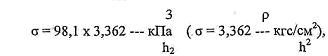 3 ρ
σ = 98,1 x 3,362 --- кПа ( σ = 3,362 --- кгс/см²),
h₂ h²